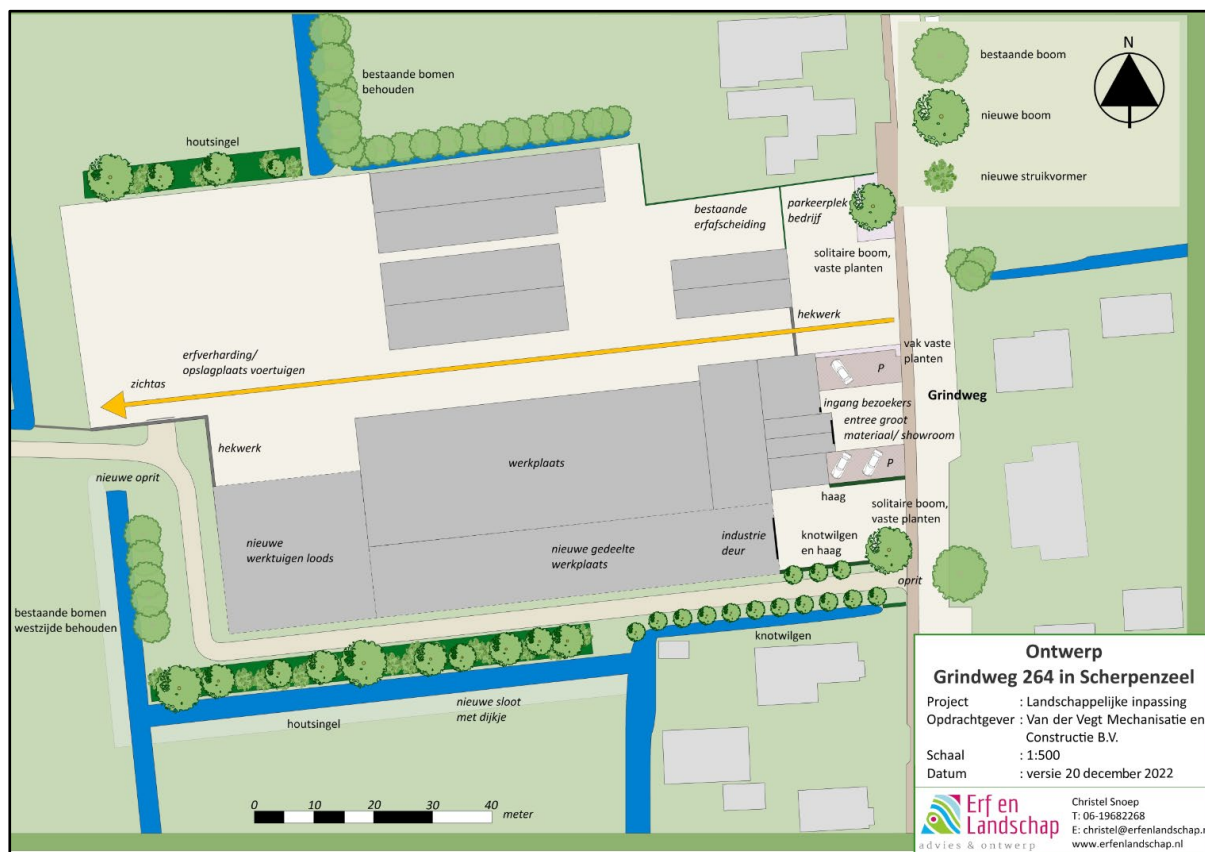 bestaande bomen
behouden
houtsingel
bestaande boom
nieuwe boom
nieuwe struikvormer
N
bestaande
erfafscheiding
parkeerplek
bedrijf
solitaire boom,
vaste planten
hekwerk
erfverharding/
opslagplaats voertuigen
zichtas
vak vaste
planten
P
Grindweg
ingang bezoekers
entree groot
materiaal/ showroom
hekwerk
werkplaats
P
nieuwe oprit
haag
solitaire boom,
vaste planten
nieuwe
werktuigen loods
nieuwe gedeelte
werkplaats
industrie
deur
knotwilgen
en haag
oprit
bestaande bomen
westzijde behouden
knotwilgen
nieuwe sloot
met dijkje
houtsingel
0 10 20 30 40
meter
Ontwerp
Grindweg 264 in Scherpenzeel
Project : Landschappelijke inpassing
Opdrachtgever : Van der Vegt Mechanisatie en
Constructie B.V.
Schaal : 1:500
Datum : versie 20 december 2022
Erf en
Landschap
advies & ontwerp
Christel Snoep
T: 06-19682268
E: christel@erfenlandschap.n
www.erfenlandschap.nl